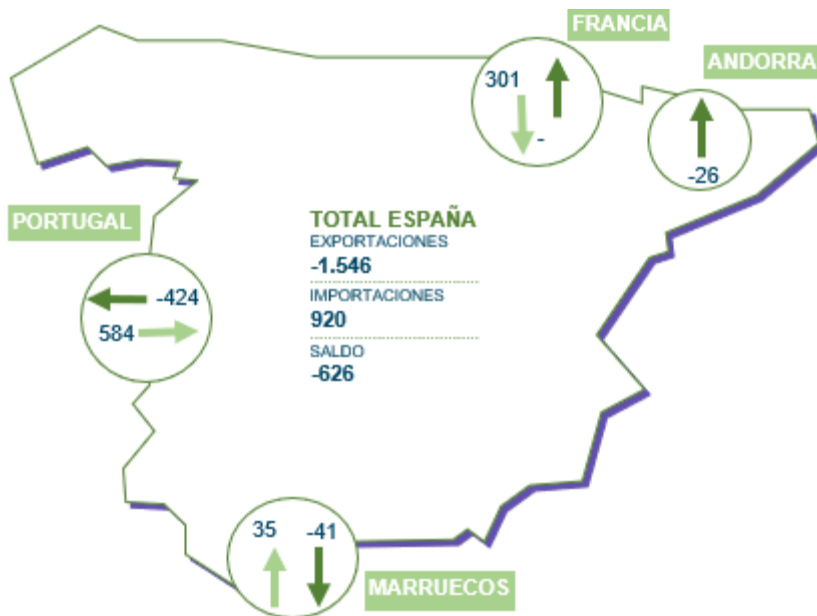 FRANCIA
ANDORRA
301
-
-26
PORTUGAL
TOTAL ESPAÑA
EXPORTACIONES
-1.546
IMPORTACIONES
920
SALDO
-626
-424
584
35 -41
MARRUECOS